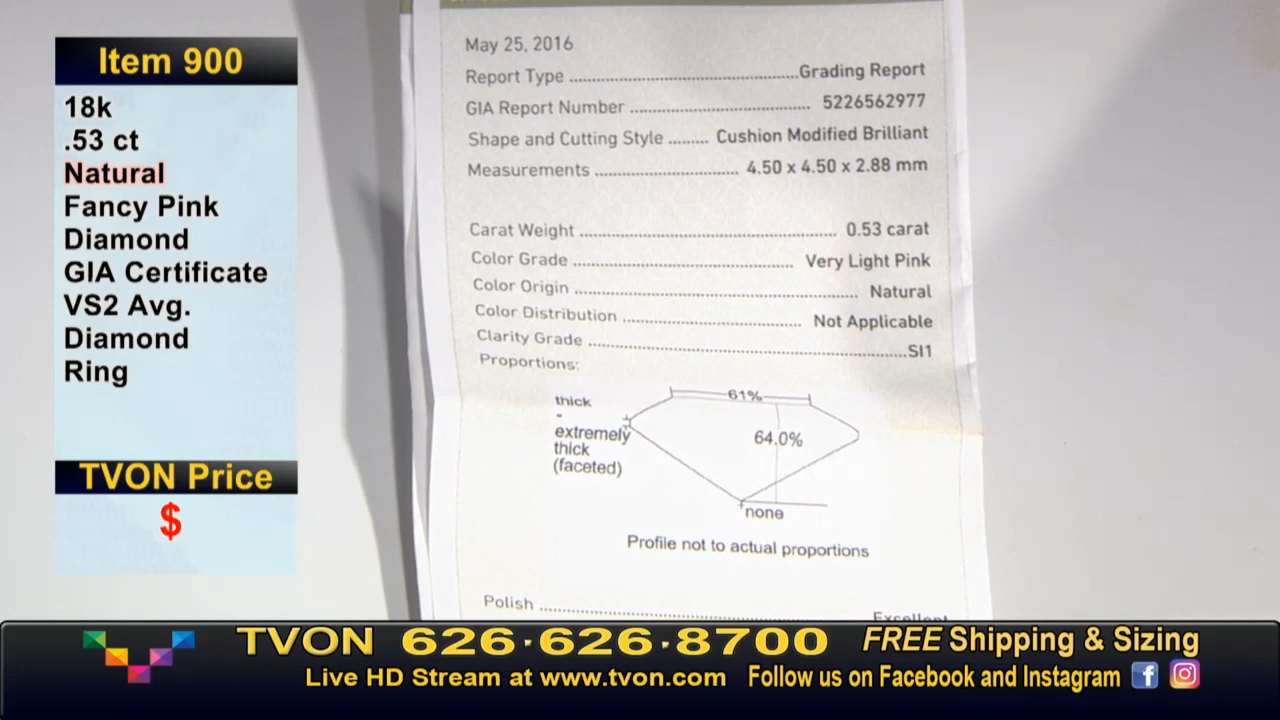 Item 900
18k
.53 ct
Natural
Fancy Pink
Diamond
GIA Certificate
VS2 Avg.
Diamond
Ring
TVON Price
$
May 25, 2016
Report Type ........ Grading Report
GIA Report Number ........ 5226562977
Shape and Cutting Style ........ Cushion Modified Brilliant
Measurements ........ 4.50 x 4.50 x 2.88 mm
Carat Weight ........ 0.53 carat
Color Grade ........ Very Light Pink
Color Origin ........ Natural
Color Distribution ........ Not Applicable
Clarity Grade ........ SI1
Proportions:
61%
thick
-
extremely
thick
(faceted)
64.0%
none
Profile not to actual proportions
Polish ........ Excellent
TVON 626·626·8700 FREE Shipping & Sizing
Live HD Stream at www.tvon.com Follow us on Facebook and Instagram